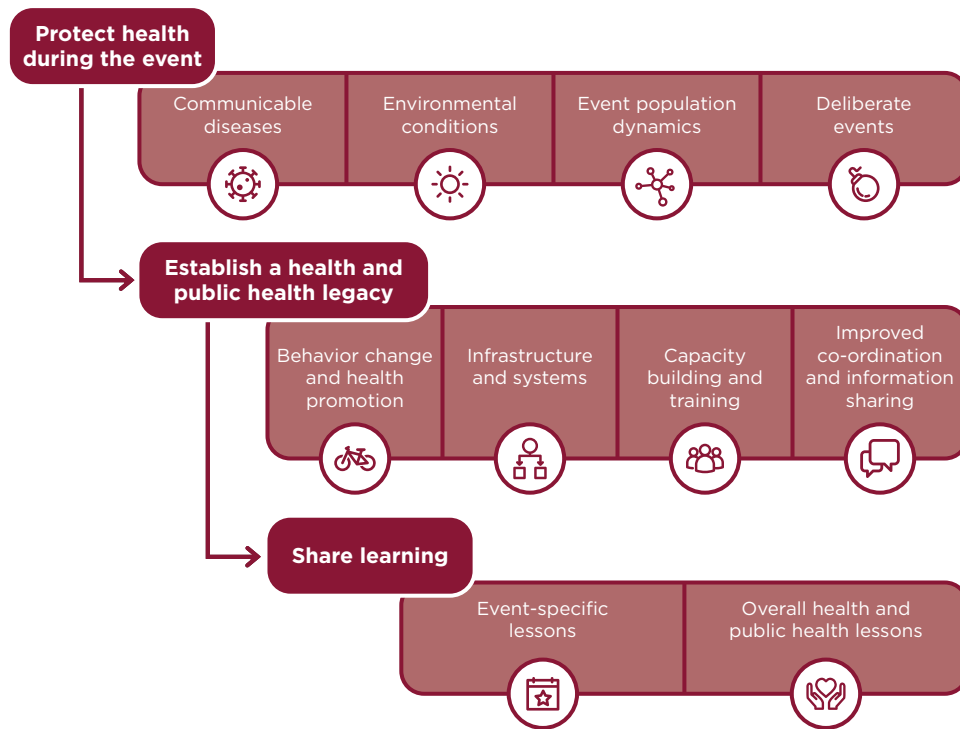 Protect health
during the event
Communicable
diseases
Environmental
conditions
Event population
dynamics
Deliberate
events
Establish a health and
public health legacy
Behavior change
and health
promotion
Infrastructure
and systems
Capacity
building and
training
Improved
co-ordination
and information
sharing
Share learning
Event-specific
lessons
Overall health and
public health lessons